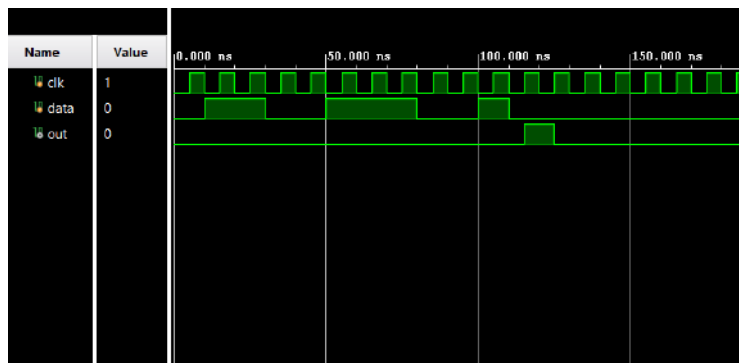 Name Value 0.000 ns 50.000 ns 100.000 ns 150.000 ns
clk 1
data 0
out 0